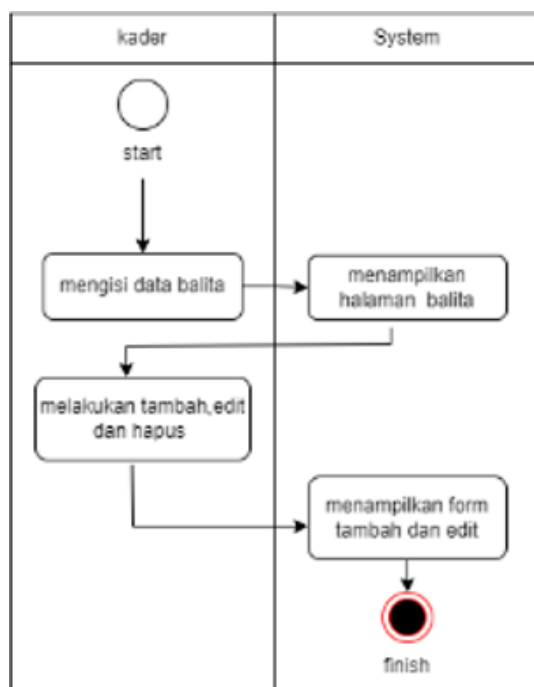 kader
System
start
mengisi data balita
menampilkan
halaman balita
melakukan tambah,edit
dan hapus
menampilkan form
tambah dan edit
finish